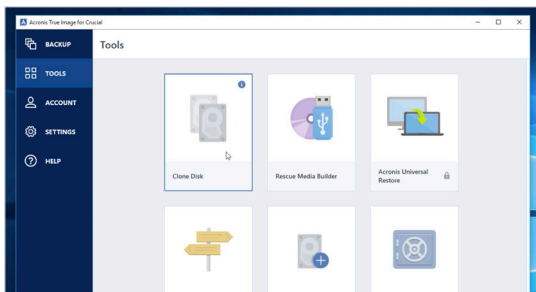 Acronis True Image for Crucial
BACKUP
Tools
TOOLS
ACCOUNT
SETTINGS
HELP
Clone Disk
Rescue Media Builder
Acronis Universal
Restore